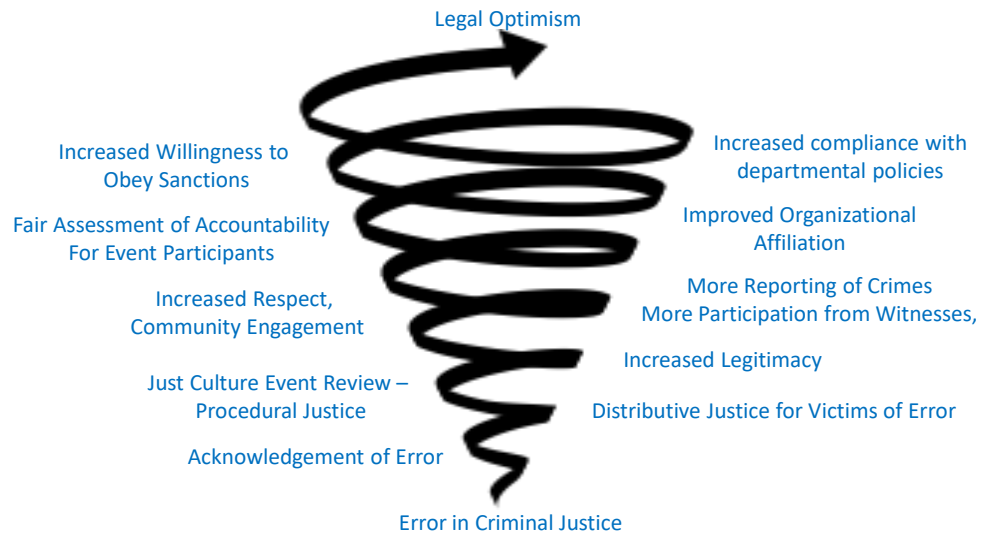 Legal Optimism
Increased Willingness to
Obey Sanctions
Increased compliance with
departmental policies
Fair Assessment of Accountability
For Event Participants
Improved Organizational
Affiliation
Increased Respect,
Community Engagement
More Reporting of Crimes
More Participation from Witnesses,
Increased Legitimacy
Just Culture Event Review –
Procedural Justice
Distributive Justice for Victims of Error
Acknowledgement of Error
Error in Criminal Justice